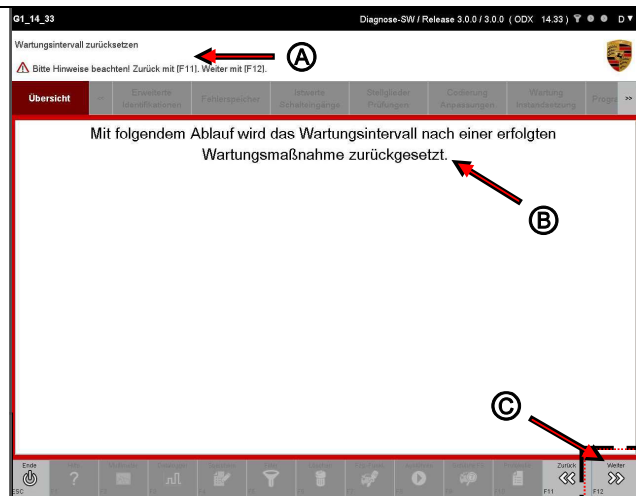 G1_14_33 Diagnose-SW / Release 3.0.0 / 3.0.0 ( ODX 14.33 ) D
Wartungsintervall zurücksetzen
Bitte Hinweise beachten! Zurück mit [F11]. Weiter mit [F12].
A
Übersicht Erweiterte Identifikationen Fehlerspeicher Istwerte Schalteingänge Stellglieder Prüfungen Codierung Anpassungen Wartung Instandsetzung
Mit folgendem Ablauf wird das Wartungsintervall nach einer erfolgten
Wartungsmaßnahme zurückgesetzt.
B
C
Ende Zurück Weiter
ESC F11 F12